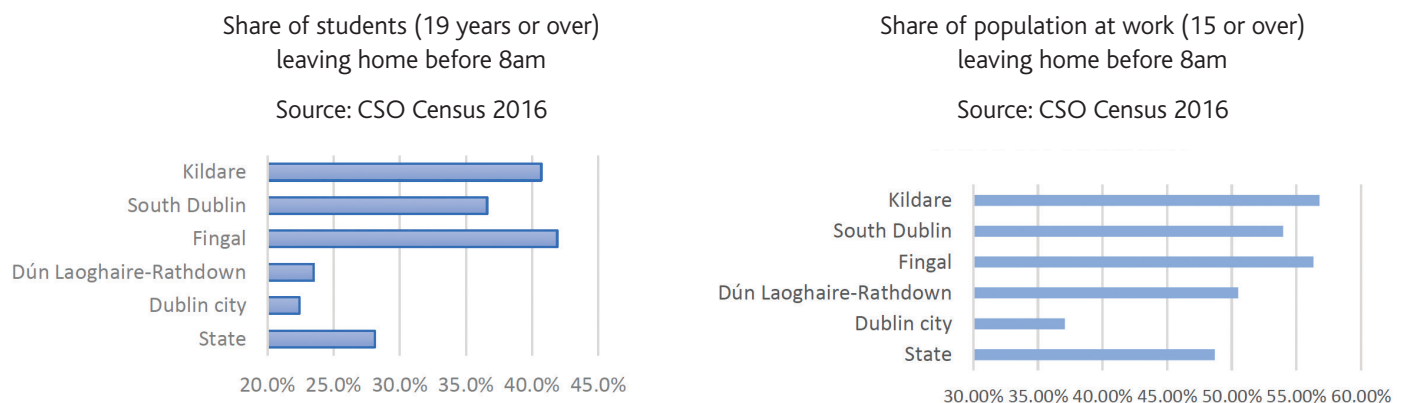 Share of students (19 years or over)
leaving home before 8am
Source: CSO Census 2016
Kildare
South Dublin
Fingal
Dún Laoghaire-Rathdown
Dublin city
State
20.0% 25.0% 30.0% 35.0% 40.0% 45.0%
Share of population at work (15 or over)
leaving home before 8am
Source: CSO Census 2016
Kildare
South Dublin
Fingal
Dún Laoghaire-Rathdown
Dublin city
State
30.00% 35.00% 40.00% 45.00% 50.00% 55.00% 60.00%